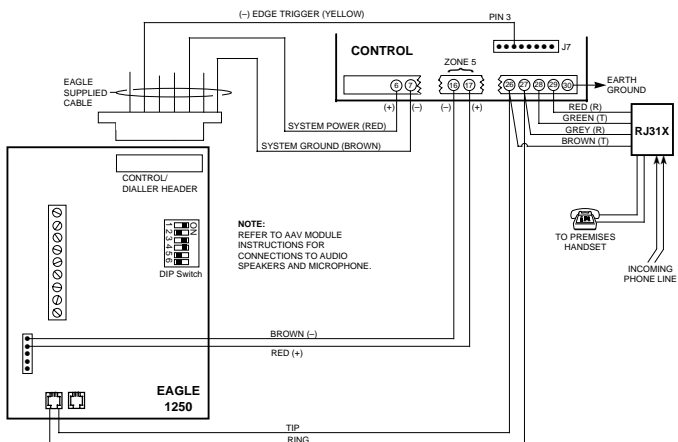 (–) EDGE TRIGGER (YELLOW)
PIN 3
J7
CONTROL
ZONE 5
EAGLE
SUPPLIED
CABLE
6 7 16 17 26 27 28 29 30
EARTH
GROUND
(+) (–) (–) (+)
RED (R)
GREEN (T)
GREY (R)
BROWN (T)
RJ31X
SYSTEM POWER (RED)
SYSTEM GROUND (BROWN)
CONTROL/
DIALLER HEADER
ON
1 2 3 4 5 6
DIP Switch
NOTE:
REFER TO AAV MODULE
INSTRUCTIONS FOR
CONNECTIONS TO AUDIO
SPEAKERS AND MICROPHONE.
TO PREMISES
HANDSET
INCOMING
PHONE LINE
BROWN (–)
RED (+)
EAGLE
1250
TIP
RING